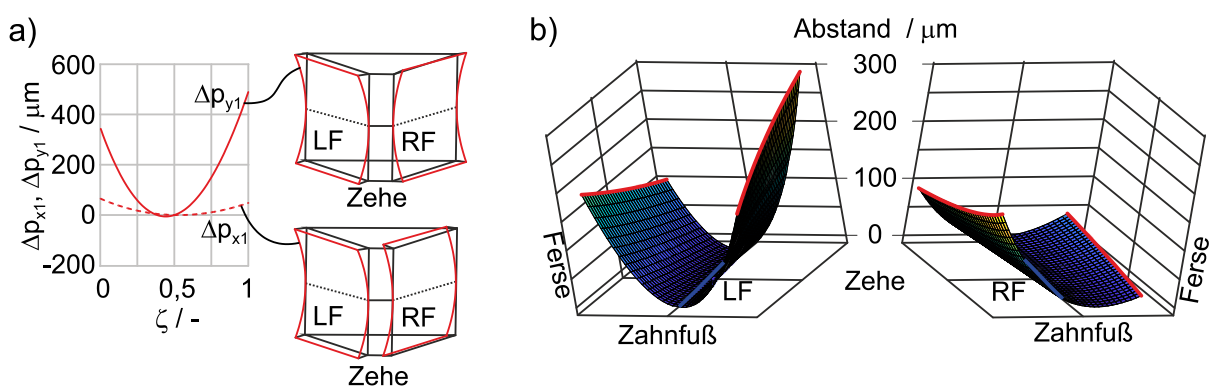 a)
Δp_x1, Δp_y1 / μm
600
400
200
0
-200
0
0,5
1
ζ / -
Δp_y1
Δp_x1
LF
RF
Zehe
LF
RF
Zehe
b)
Abstand / μm
300
200
100
0
Ferse
Zahnfuß
LF
Zehe
RF
Zahnfuß
Ferse